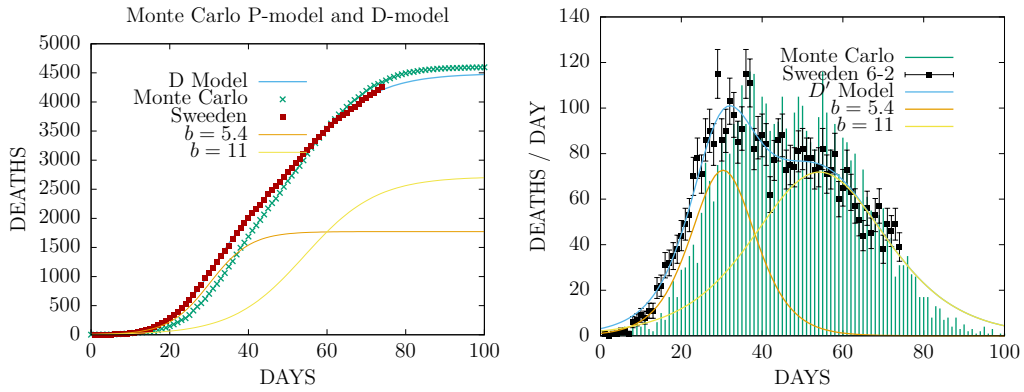 Monte Carlo P-model and D-model
5000
4500
4000
3500
3000
2500
2000
1500
1000
500
0
DEATHS
D Model
Monte Carlo
Sweden
b = 5.4
b = 11
0 20 40 60 80 100
DAYS
140
120
100
80
60
40
20
0
DEATHS / DAY
Monte Carlo
Sweden 6-2
D′ Model
b = 5.4
b = 11
0 20 40 60 80 100
DAYS